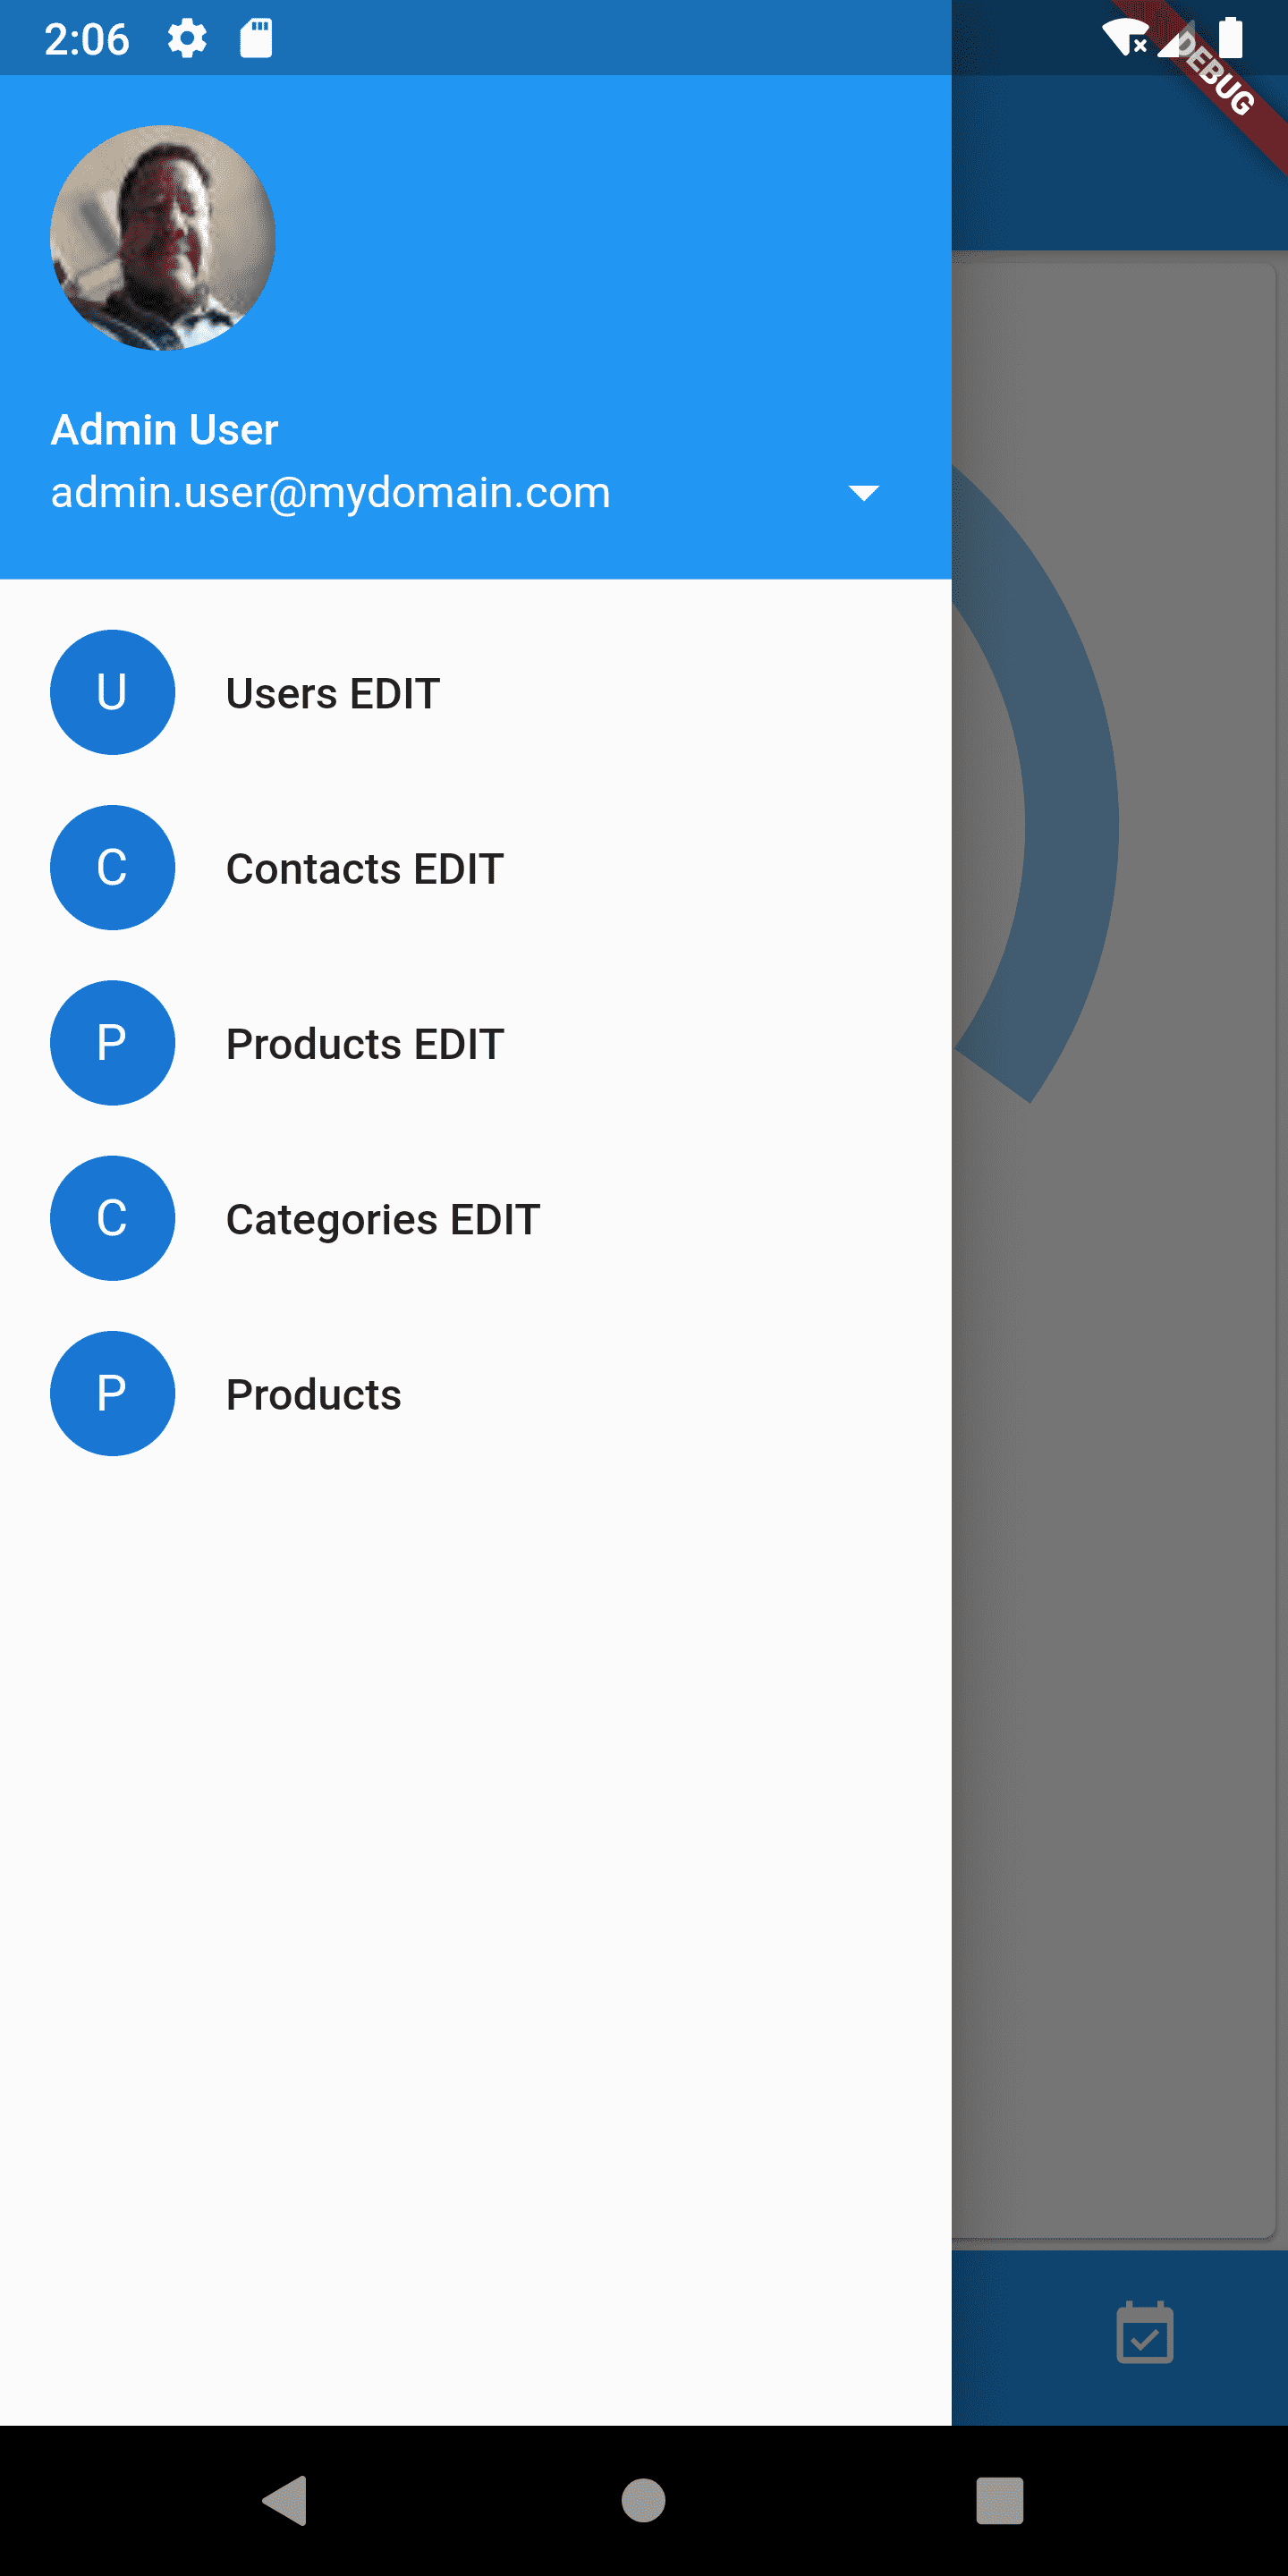 2:06
DEBUG
Admin User
admin.user@mydomain.com
U
Users EDIT
C
Contacts EDIT
P
Products EDIT
C
Categories EDIT
P
Products